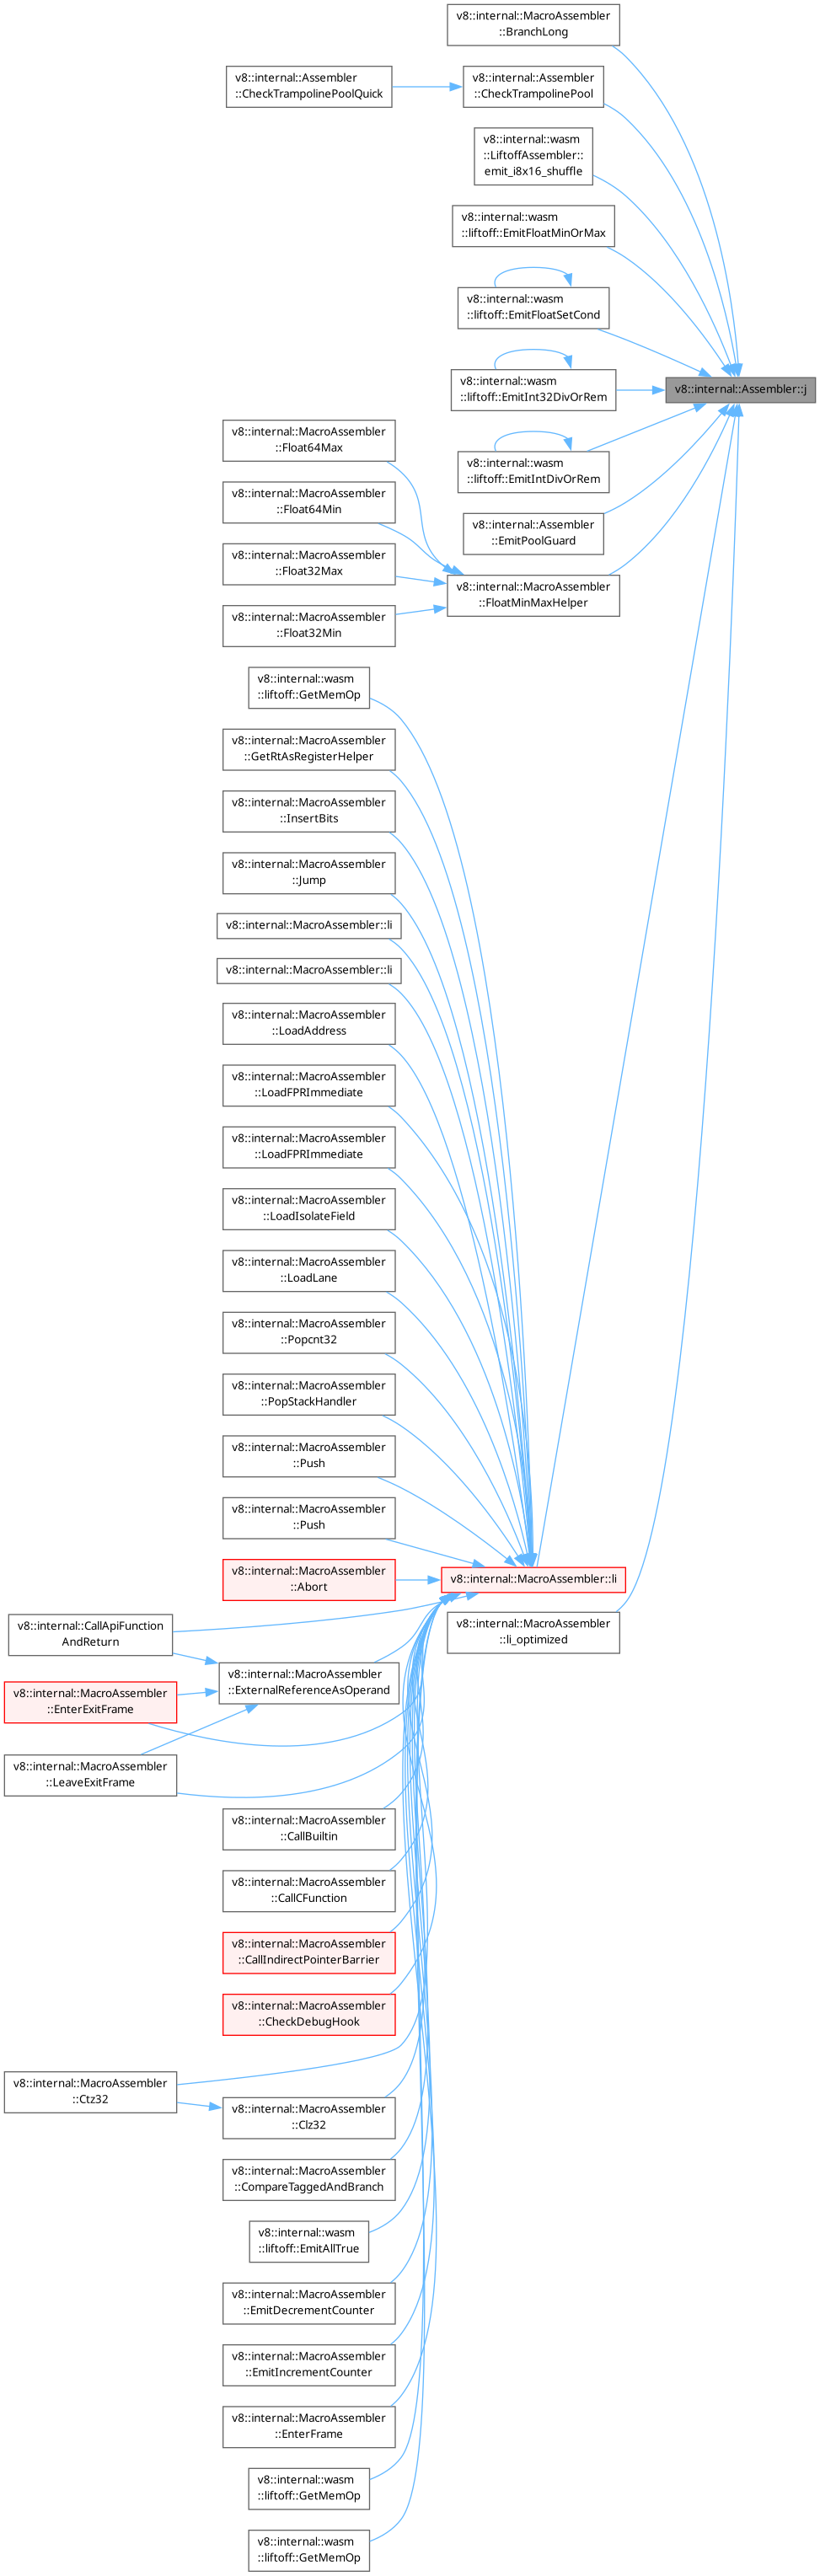 v8::internal::MacroAssembler
::BranchLong
v8::internal::Assembler
::CheckTrampolinePoolQuick
v8::internal::Assembler
::CheckTrampolinePool
v8::internal::wasm
::LiftoffAssembler::
emit_i8x16_shuffle
v8::internal::wasm
::liftoff::EmitFloatMinOrMax
v8::internal::wasm
::liftoff::EmitFloatSetCond
v8::internal::wasm
::liftoff::EmitInt32DivOrRem
v8::internal::Assembler::j
v8::internal::wasm
::liftoff::EmitIntDivOrRem
v8::internal::Assembler
::EmitPoolGuard
v8::internal::MacroAssembler
::FloatMinMaxHelper
v8::internal::MacroAssembler
::Float64Max
v8::internal::MacroAssembler
::Float64Min
v8::internal::MacroAssembler
::Float32Max
v8::internal::MacroAssembler
::Float32Min
v8::internal::wasm
::liftoff::GetMemOp
v8::internal::MacroAssembler
::GetRtAsRegisterHelper
v8::internal::MacroAssembler
::InsertBits
v8::internal::MacroAssembler
::Jump
v8::internal::MacroAssembler::li
v8::internal::MacroAssembler::li
v8::internal::MacroAssembler
::LoadAddress
v8::internal::MacroAssembler
::LoadFPRImmediate
v8::internal::MacroAssembler
::LoadFPRImmediate
v8::internal::MacroAssembler
::LoadIsolateField
v8::internal::MacroAssembler
::LoadLane
v8::internal::MacroAssembler
::Popcnt32
v8::internal::MacroAssembler
::PopStackHandler
v8::internal::MacroAssembler
::Push
v8::internal::MacroAssembler
::Push
v8::internal::MacroAssembler
::Abort
v8::internal::MacroAssembler::li
v8::internal::MacroAssembler
::li_optimized
v8::internal::CallApiFunction
AndReturn
v8::internal::MacroAssembler
::ExternalReferenceAsOperand
v8::internal::MacroAssembler
::EnterExitFrame
v8::internal::MacroAssembler
::LeaveExitFrame
v8::internal::MacroAssembler
::CallBuiltin
v8::internal::MacroAssembler
::CallCFunction
v8::internal::MacroAssembler
::CallIndirectPointerBarrier
v8::internal::MacroAssembler
::CheckDebugHook
v8::internal::MacroAssembler
::Ctz32
v8::internal::MacroAssembler
::Clz32
v8::internal::MacroAssembler
::CompareTaggedAndBranch
v8::internal::wasm
::liftoff::EmitAllTrue
v8::internal::MacroAssembler
::EmitDecrementCounter
v8::internal::MacroAssembler
::EmitIncrementCounter
v8::internal::MacroAssembler
::EnterFrame
v8::internal::wasm
::liftoff::GetMemOp
v8::internal::wasm
::liftoff::GetMemOp